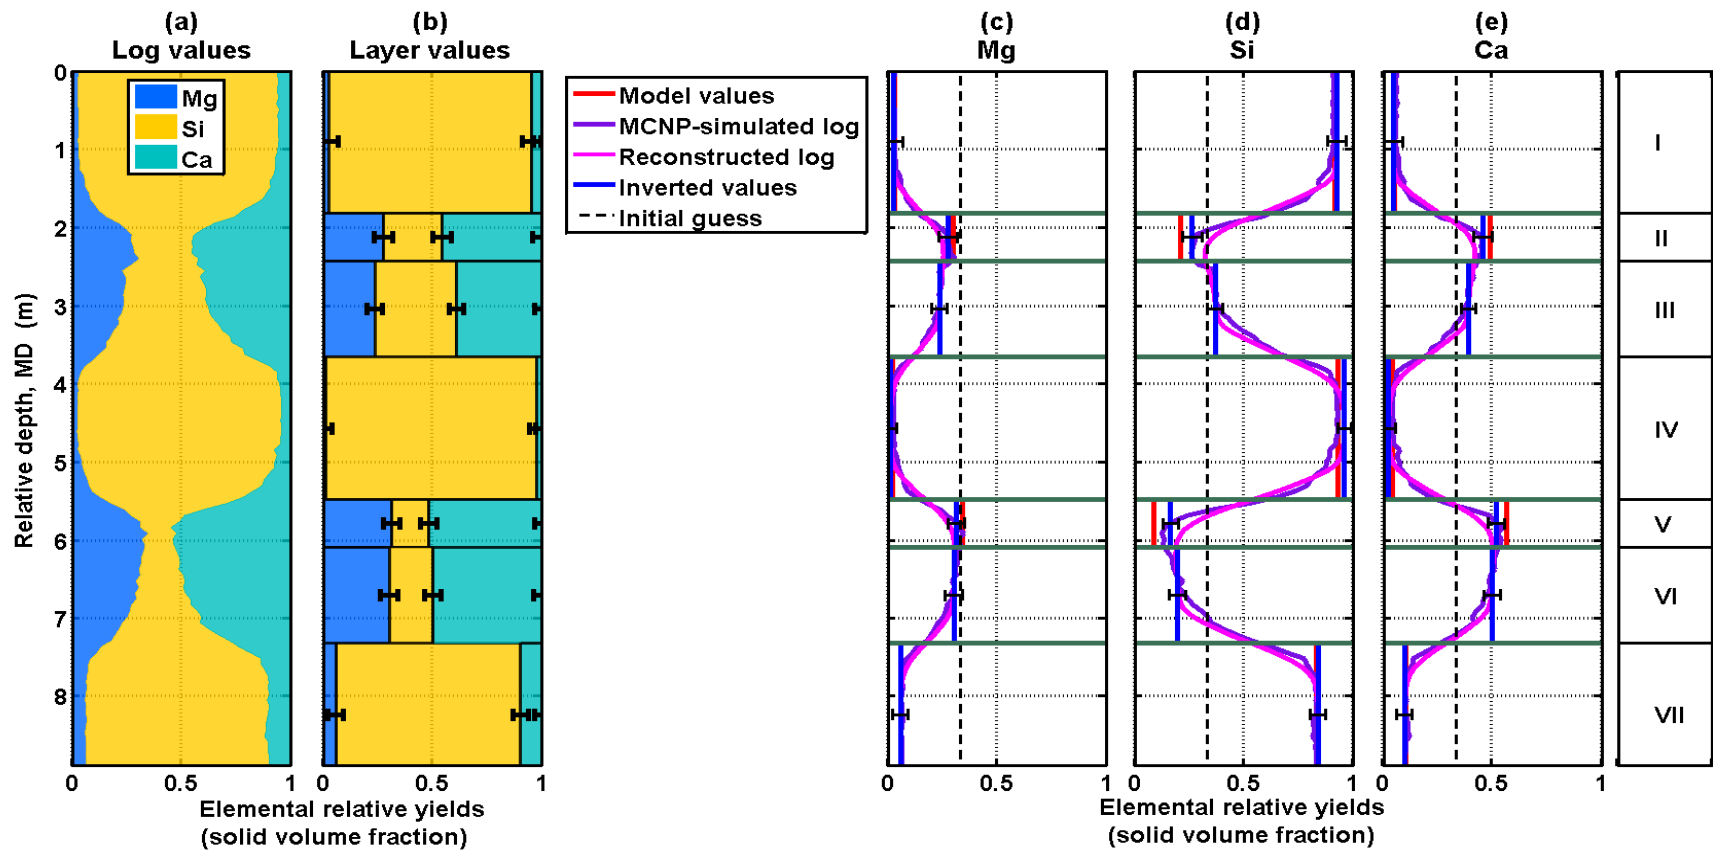 (a)
Log values
(b)
Layer values
(c)
Mg
(d)
Si
(e)
Ca
Mg
Si
Ca
Model values
MCNP-simulated log
Reconstructed log
Inverted values
Initial guess
Relative depth, MD (m)
0
1
2
3
4
5
6
7
8
0 0.5 1
0 0.5 1
Elemental relative yields
(solid volume fraction)
0 0.5 1
0 0.5 1
0 0.5 1
Elemental relative yields
(solid volume fraction)
I
II
III
IV
V
VI
VII